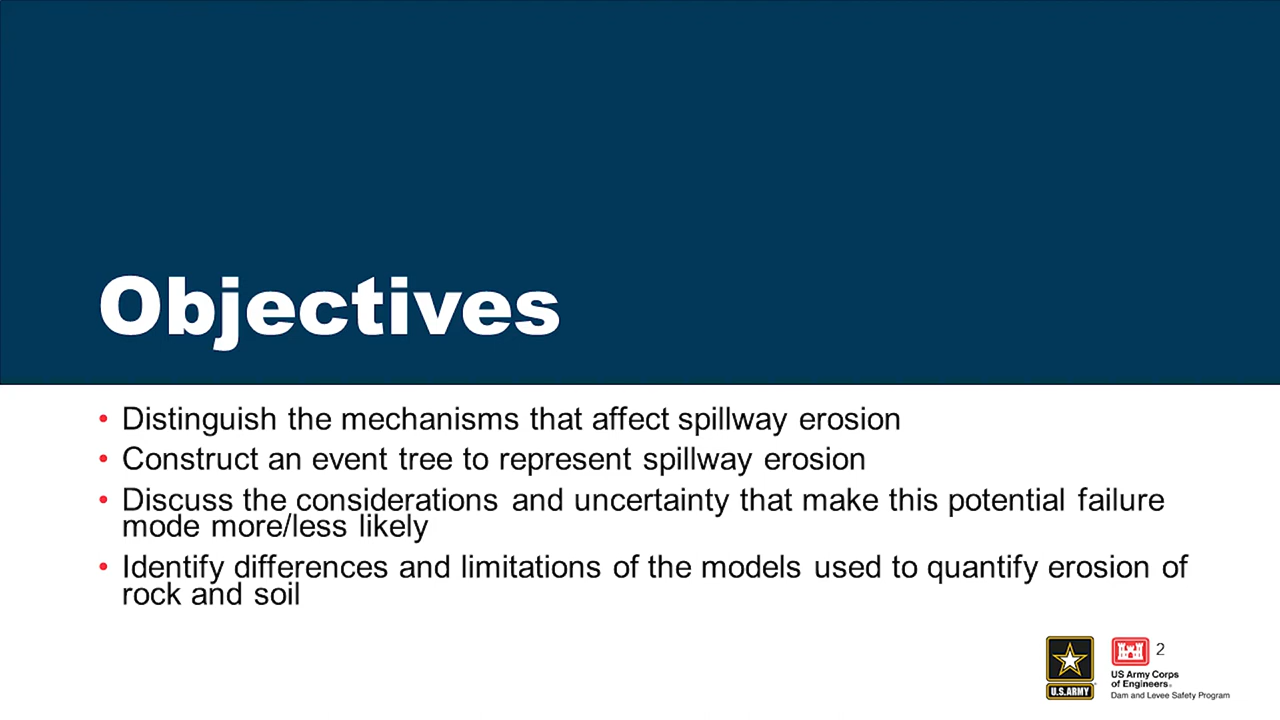 Objectives
• Distinguish the mechanisms that affect spillway erosion
• Construct an event tree to represent spillway erosion
• Discuss the considerations and uncertainty that make this potential failure
mode more/less likely
• Identify differences and limitations of the models used to quantify erosion of
rock and soil
2
U.S.ARMY
US Army Corps
of Engineers®
Dam and Levee Safety Program